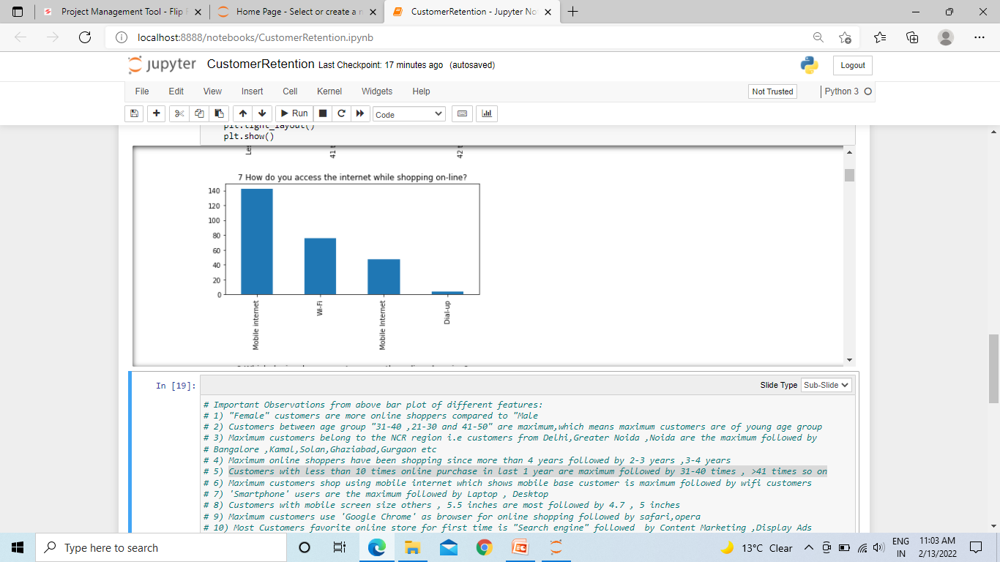 Project Management Tool - Flip
Home Page - Select or create a n
CustomerRetention - Jupyter No
localhost:8888/notebooks/CustomerRetention.ipynb
jupyter CustomerRetention Last Checkpoint: 17 minutes ago (autosaved)
Logout
File Edit View Insert Cell Kernel Widgets Help
Not Trusted
Python 3
Run
Code
plt.tight_layout()
plt.show()
41 t
42 t
7 How do you access the internet while shopping on-line?
140
120
100
80
60
40
20
0
Mobile internet
Wi-Fi
Mobile Internet
Dial-up
In [19]:
Slide Type Sub-Slide
# Important Observations from above bar plot of different features:
# 1) "Female" customers are more online shoppers compared to "Male
# 2) Customers between age group "31-40 ,21-30 and 41-50" are maximum,which means maximum customers are of young age group
# 3) Maximum customers belong to the NCR region i.e customers from Delhi,Greater Noida ,Noida are the maximum followed by
# Bangalore ,Kamal,Solan,Ghaziabad,Gurgaon etc
# 4) Maximum online shoppers have been shopping since more than 4 years followed by 2-3 years ,3-4 years
# 5) Customers with less than 10 times online purchase in last 1 year are maximum followed by 31-40 times , >41 times so on
# 6) Maximum customers shop using mobile internet which shows mobile base customer is maximum followed by wifi customers
# 7) 'Smartphone' users are the maximum followed by Laptop , Desktop
# 8) Customers with mobile screen size others , 5.5 inches are most followed by 4.7 , 5 inches
# 9) Maximum customers use 'Google Chrome' as browser for online shopping followed by safari,opera
# 10) Most Customers favorite online store for first time is "Search engine" followed by Content Marketing ,Display Ads
Type here to search
13°C Clear
ENG
IN
11:03 AM
2/13/2022